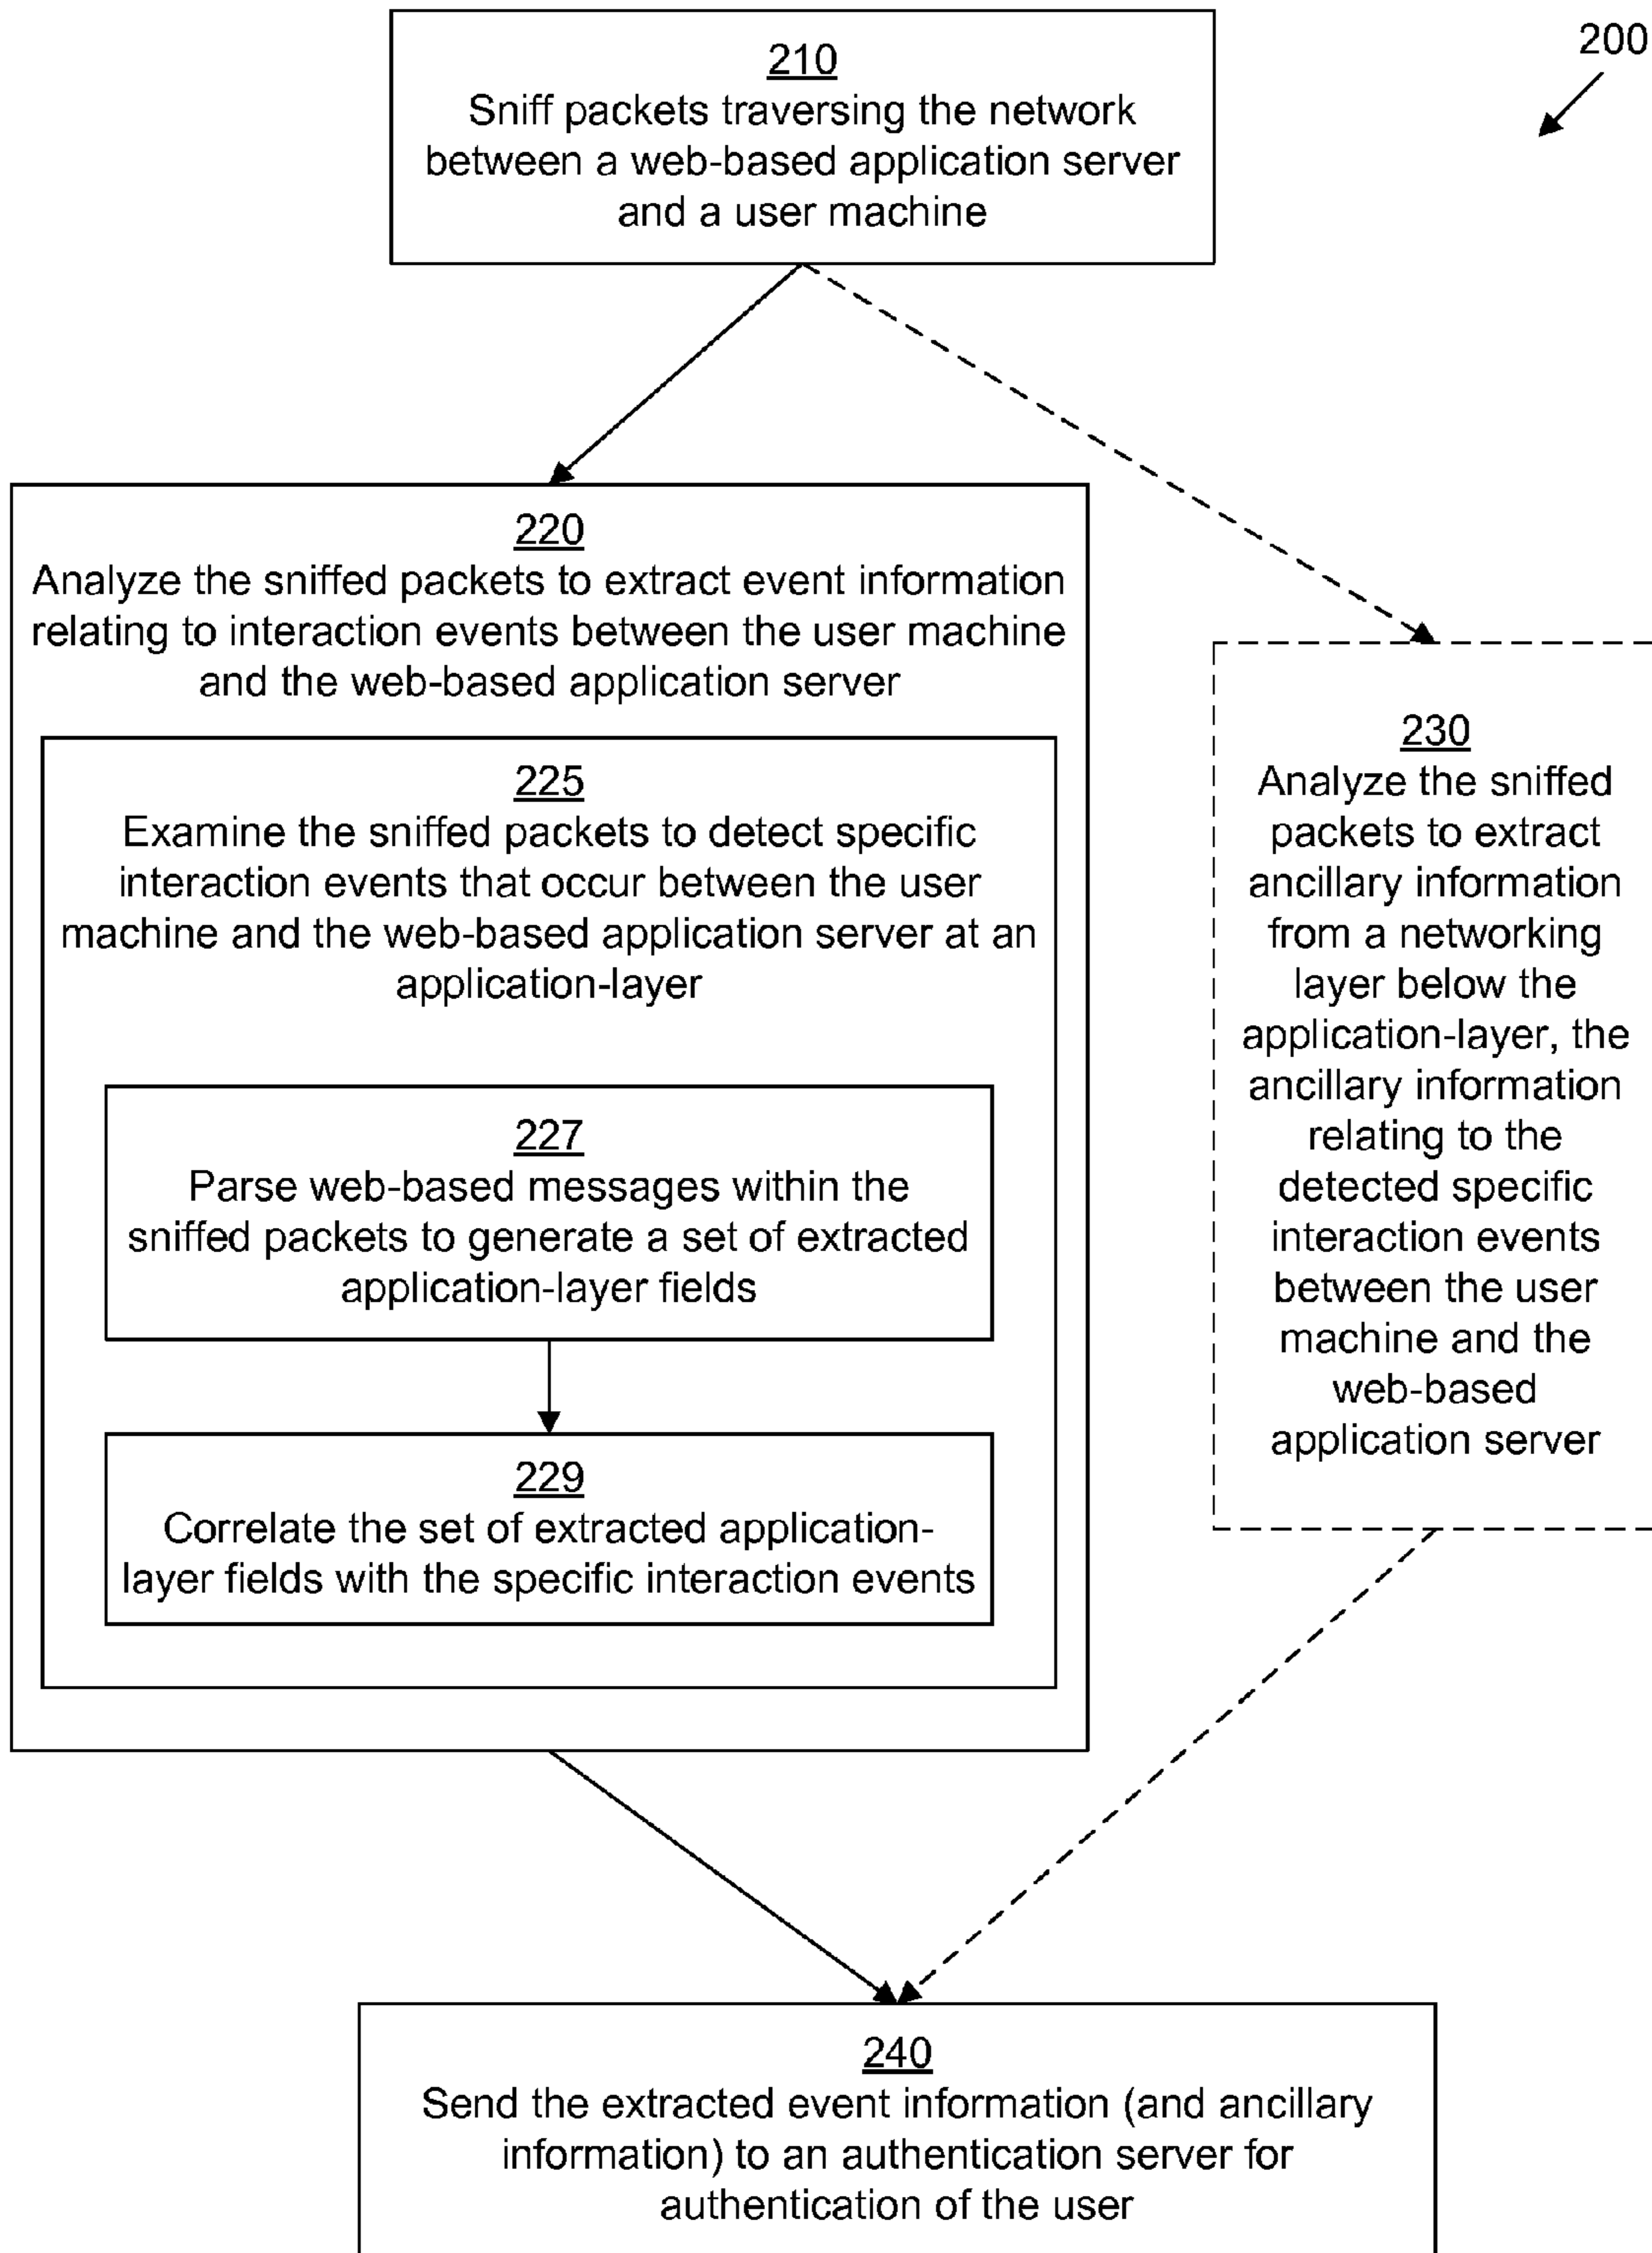 200
210
Sniff packets traversing the network
between a web-based application server
and a user machine
220
Analyze the sniffed packets to extract event information
relating to interaction events between the user machine
and the web-based application server
225
Examine the sniffed packets to detect specific
interaction events that occur between the user
machine and the web-based application server at an
application-layer
227
Parse web-based messages within the
sniffed packets to generate a set of extracted
application-layer fields
229
Correlate the set of extracted application-
layer fields with the specific interaction events
230
Analyze the sniffed
packets to extract
ancillary information
from a networking
layer below the
application-layer, the
ancillary information
relating to the
detected specific
interaction events
between the user
machine and the
web-based
application server
240
Send the extracted event information (and ancillary
information) to an authentication server for
authentication of the user